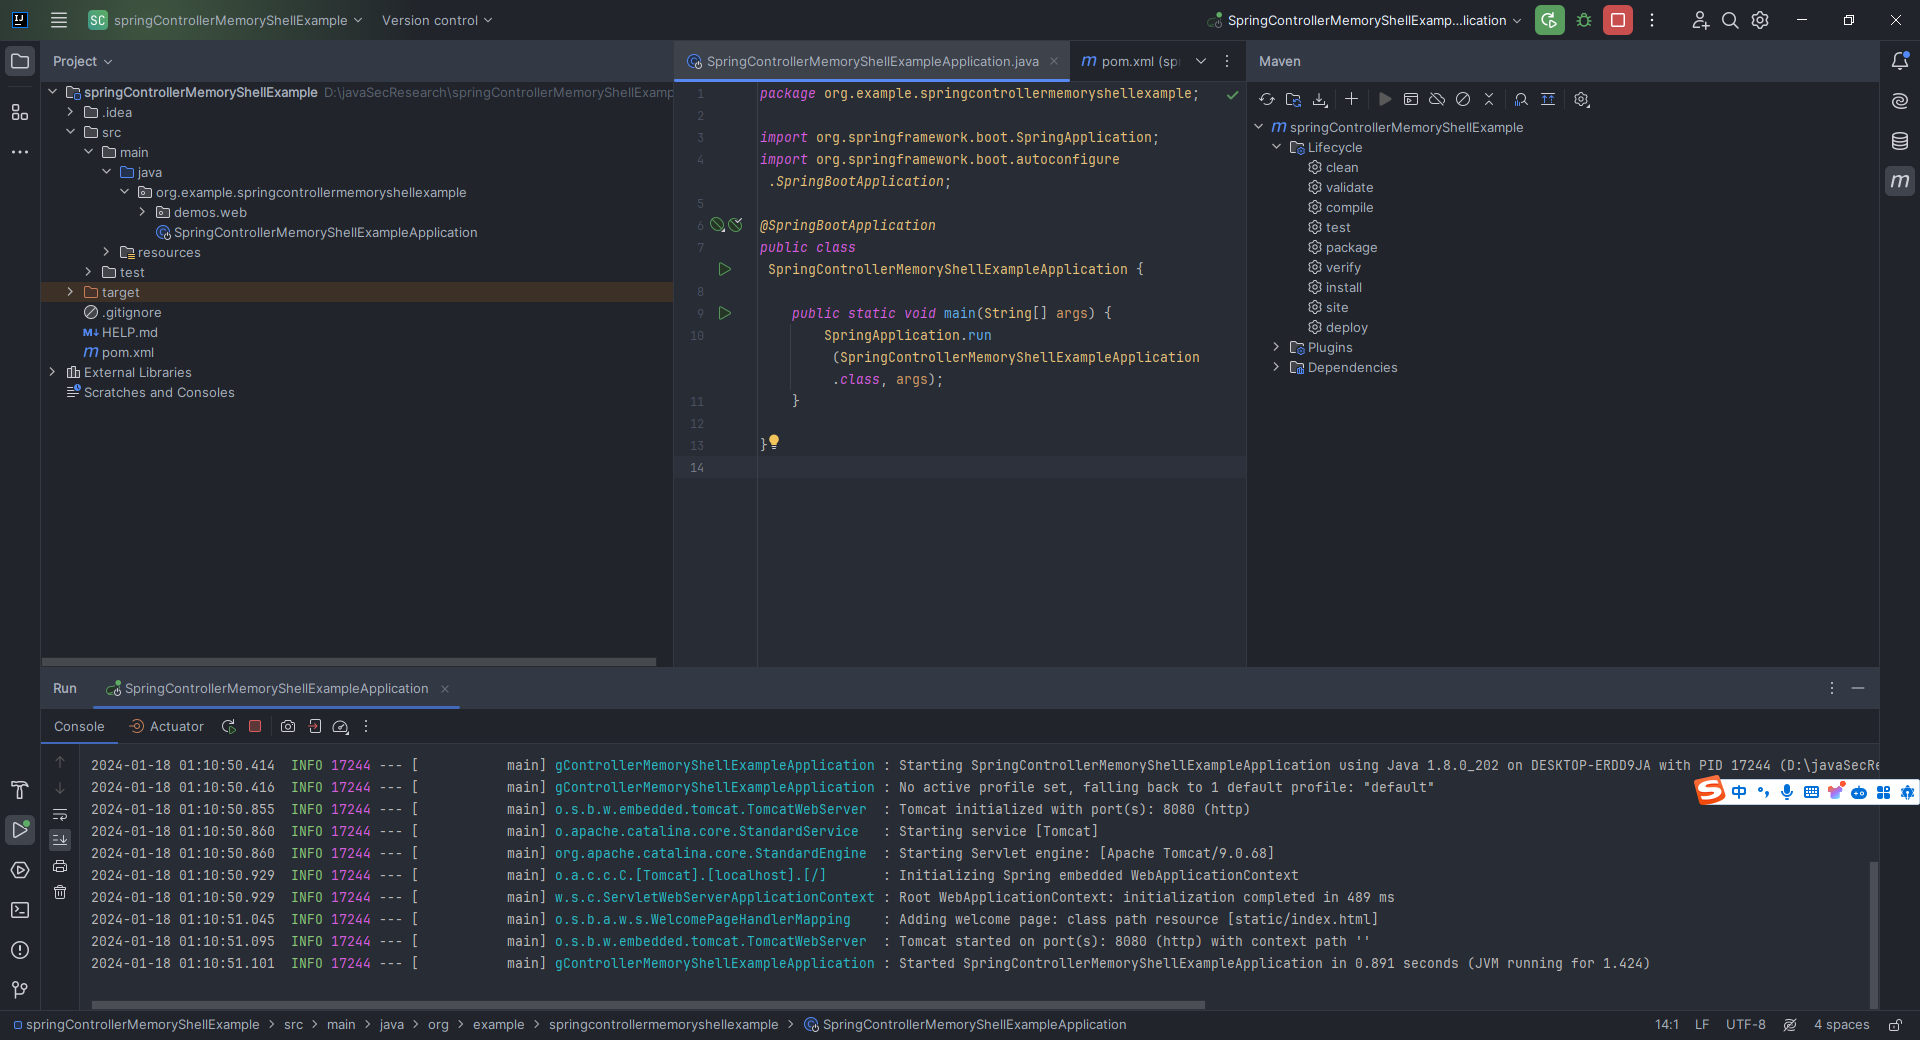 SC springControllerMemoryShellExample Version control SpringControllerMemoryShellExamp...lication
Project
springControllerMemoryShellExample D:\javaSecResearch\springControllerMemoryShellExamp
.idea
src
main
java
org.example.springcontrollermemoryshellexample
demos.web
SpringControllerMemoryShellExampleApplication
resources
test
target
.gitignore
HELP.md
pom.xml
External Libraries
Scratches and Consoles
SpringControllerMemoryShellExampleApplication.java pom.xml (sp
1 package org.example.springcontrollermemoryshellexample;
2
3 import org.springframework.boot.SpringApplication;
4 import org.springframework.boot.autoconfigure
.SpringBootApplication;
5
6 @SpringBootApplication
7 public class
SpringControllerMemoryShellExampleApplication {
8
9 public static void main(String[] args) {
10 SpringApplication.run
(SpringControllerMemoryShellExampleApplication
.class, args);
11 }
12
13 }
14
Maven
springControllerMemoryShellExample
Lifecycle
clean
validate
compile
test
package
verify
install
site
deploy
Plugins
Dependencies
Run SpringControllerMemoryShellExampleApplication
Console Actuator
2024-01-18 01:10:50.414 INFO 17244 --- [ main] gControllerMemoryShellExampleApplication : Starting SpringControllerMemoryShellExampleApplication using Java 1.8.0_202 on DESKTOP-ERDD9JA with PID 17244 (D:\javaSecRe
2024-01-18 01:10:50.416 INFO 17244 --- [ main] gControllerMemoryShellExampleApplication : No active profile set, falling back to 1 default profile: "default"
2024-01-18 01:10:50.855 INFO 17244 --- [ main] o.s.b.w.embedded.tomcat.TomcatWebServer : Tomcat initialized with port(s): 8080 (http)
2024-01-18 01:10:50.860 INFO 17244 --- [ main] o.apache.catalina.core.StandardService : Starting service [Tomcat]
2024-01-18 01:10:50.860 INFO 17244 --- [ main] org.apache.catalina.core.StandardEngine : Starting Servlet engine: [Apache Tomcat/9.0.68]
2024-01-18 01:10:50.929 INFO 17244 --- [ main] o.a.c.c.C.[Tomcat].[localhost].[/] : Initializing Spring embedded WebApplicationContext
2024-01-18 01:10:50.929 INFO 17244 --- [ main] w.s.c.ServletWebServerApplicationContext : Root WebApplicationContext: initialization completed in 489 ms
2024-01-18 01:10:51.045 INFO 17244 --- [ main] o.s.b.a.w.s.WelcomePageHandlerMapping : Adding welcome page: class path resource [static/index.html]
2024-01-18 01:10:51.095 INFO 17244 --- [ main] o.s.b.w.embedded.tomcat.TomcatWebServer : Tomcat started on port(s): 8080 (http) with context path ''
2024-01-18 01:10:51.101 INFO 17244 --- [ main] gControllerMemoryShellExampleApplication : Started SpringControllerMemoryShellExampleApplication in 0.891 seconds (JVM running for 1.424)
中
springControllerMemoryShellExample > src > main > java > org > example > springcontrollermemoryshellexample > SpringControllerMemoryShellExampleApplication 14:1 LF UTF-8 4 spaces